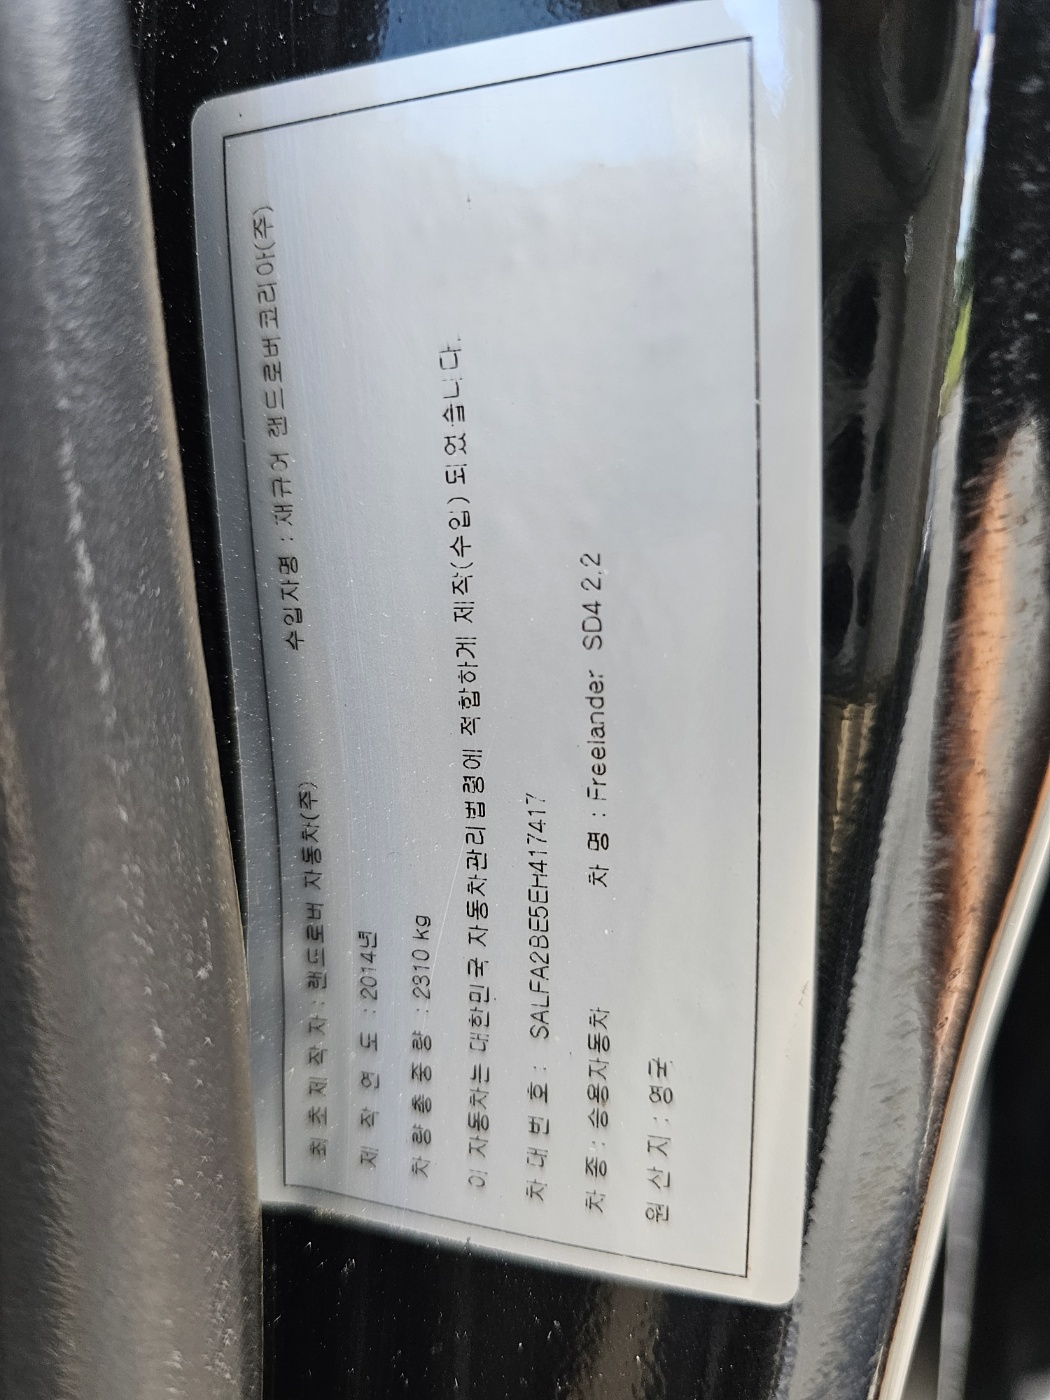 최 초 제 작 자 : 랜드로버 자동차(주) 수입자명 : 재규어 랜드로버코리아(주)
제 작 연 도 : 2014년
차 량 총 중 량 : 2310 kg
이 자동차는 대한민국 자동차관리법령에 적합하게 제작(수입) 되었습니다.
차 대 번 호 : SALFA2BE5EH417417
차 종 : 승용자동차 차 명 : Freelander SD4 2.2
원 산 지 : 영국